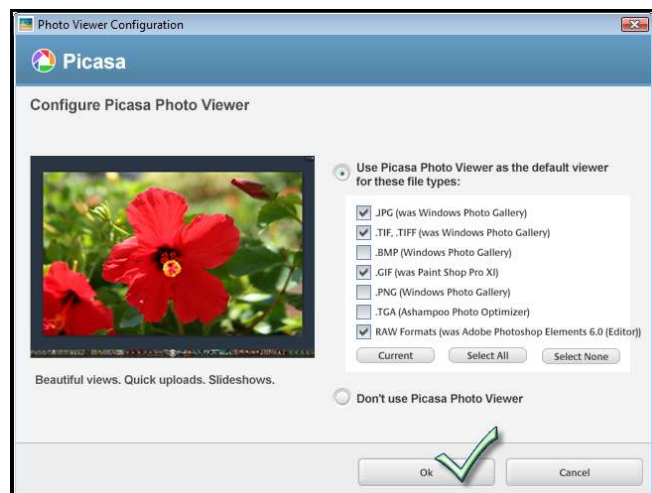 Photo Viewer Configuration
Picasa
Configure Picasa Photo Viewer
Use Picasa Photo Viewer as the default viewer
for these file types:
.JPG (was Windows Photo Gallery)
.TIF, .TIFF (was Windows Photo Gallery)
.BMP (Windows Photo Gallery)
.GIF (was Paint Shop Pro XI)
.PNG (Windows Photo Gallery)
.TGA (Ashampoo Photo Optimizer)
RAW Formats (was Adobe Photoshop Elements 6.0 (Editor))
Current Select All Select None
Beautiful views. Quick uploads. Slideshows.
Don't use Picasa Photo Viewer
Ok Cancel